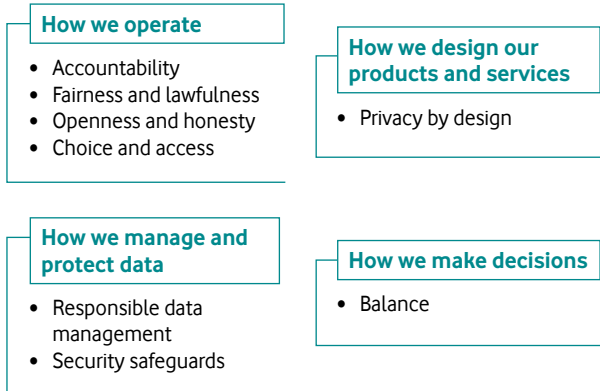 How we operate
• Accountability
• Fairness and lawfulness
• Openness and honesty
• Choice and access
How we design our
products and services
• Privacy by design
How we manage and
protect data
• Responsible data
management
• Security safeguards
How we make decisions
• Balance